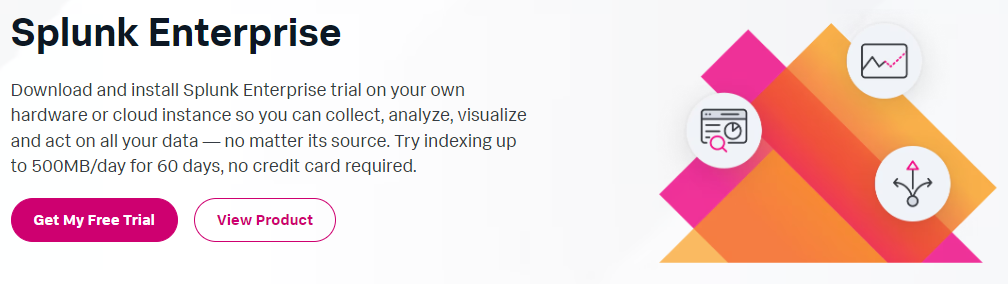 Splunk Enterprise
Download and install Splunk Enterprise trial on your own
hardware or cloud instance so you can collect, analyze, visualize
and act on all your data — no matter its source. Try indexing up
to 500MB/day for 60 days, no credit card required.
Get My Free Trial
View Product